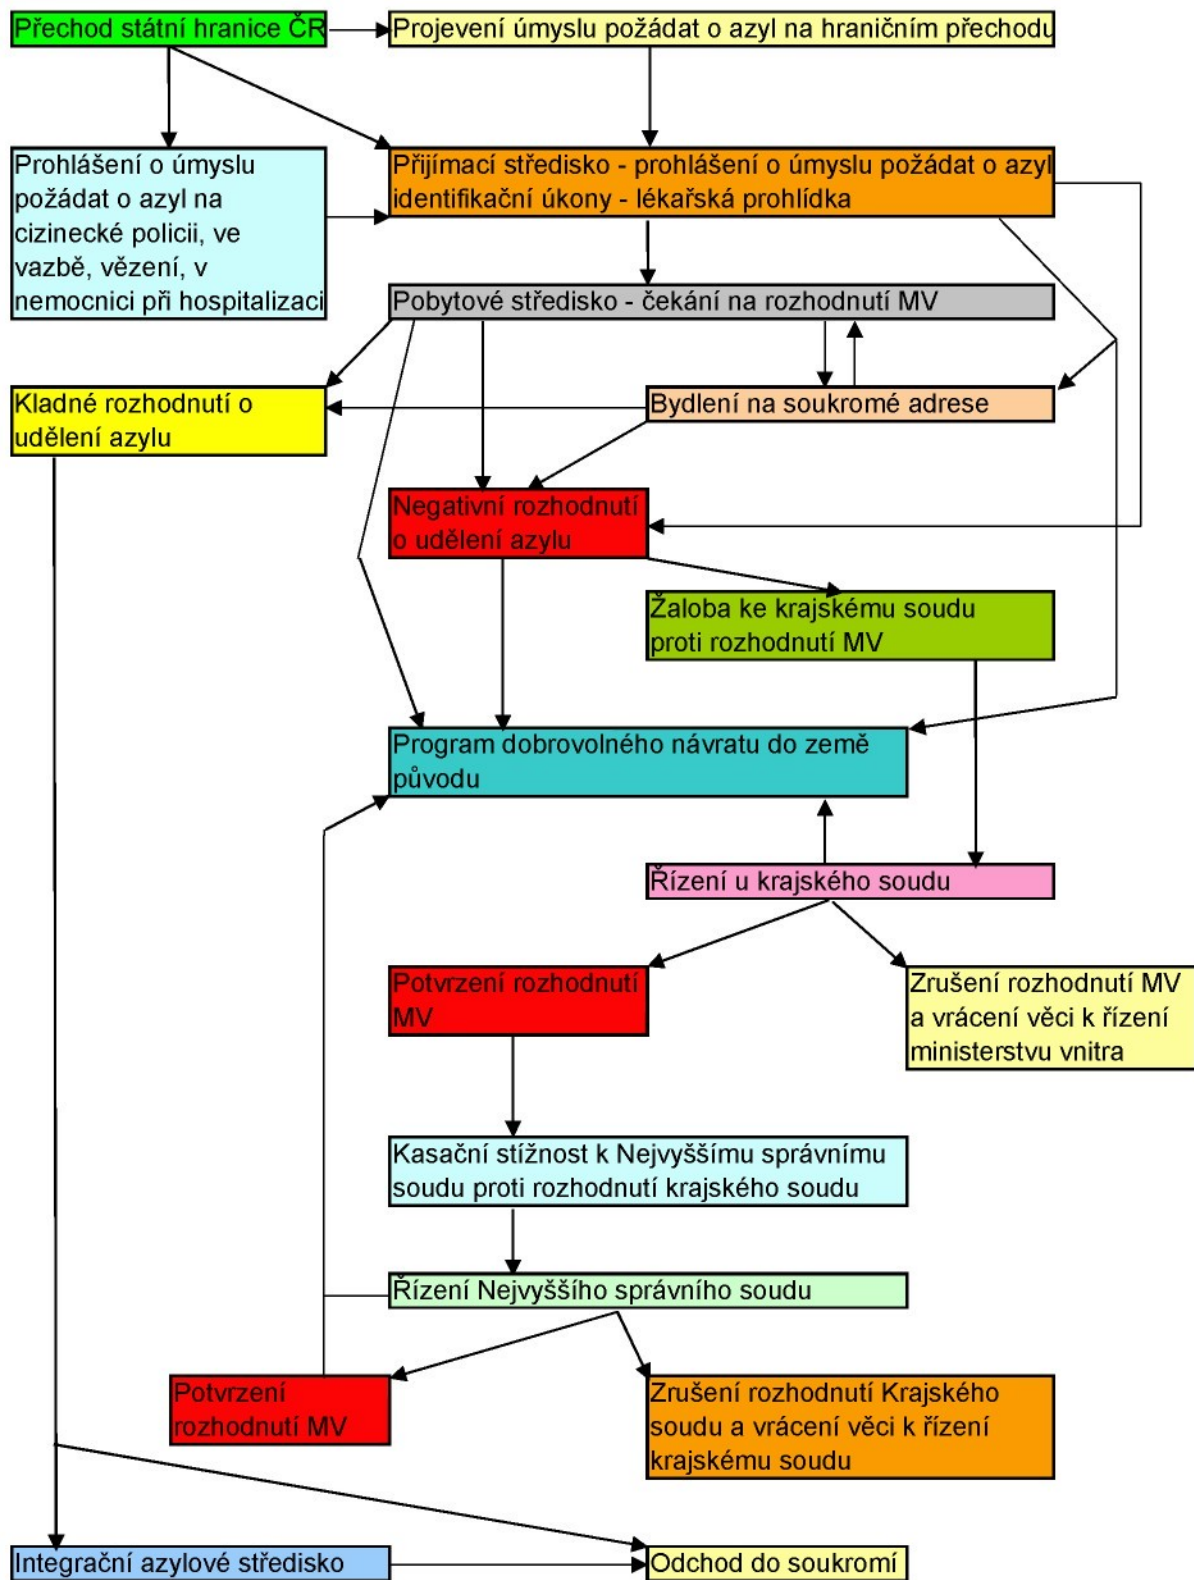 Přechod státní hranice ČR
Projevení úmyslu požádat o azyl na hraničním přechodu
Prohlášení o úmyslu
požádat o azyl na
cizinecké policii, ve
vazbě, vězení, v
nemocnici při hospitalizaci
Přijímací středisko - prohlášení o úmyslu požádat o azyl
identifikační úkony - lékařská prohlídka
Pobytové středisko - čekání na rozhodnutí MV
Kladné rozhodnutí o
udělení azylu
Bydlení na soukromé adrese
Negativní rozhodnutí
o udělení azylu
Žaloba ke krajskému soudu
proti rozhodnutí MV
Program dobrovolného návratu do země
původu
Řízení u krajského soudu
Potvrzení rozhodnutí
MV
Zrušení rozhodnutí MV
a vrácení věci k řízení
ministerstvu vnitra
Kasační stížnost k Nejvyššímu správnímu
soudu proti rozhodnutí krajského soudu
Řízení Nejvyššího správního soudu
Potvrzení
rozhodnutí MV
Zrušení rozhodnutí Krajského
soudu a vrácení věci k řízení
krajskému soudu
Integrační azylové středisko
Odchod do soukromí